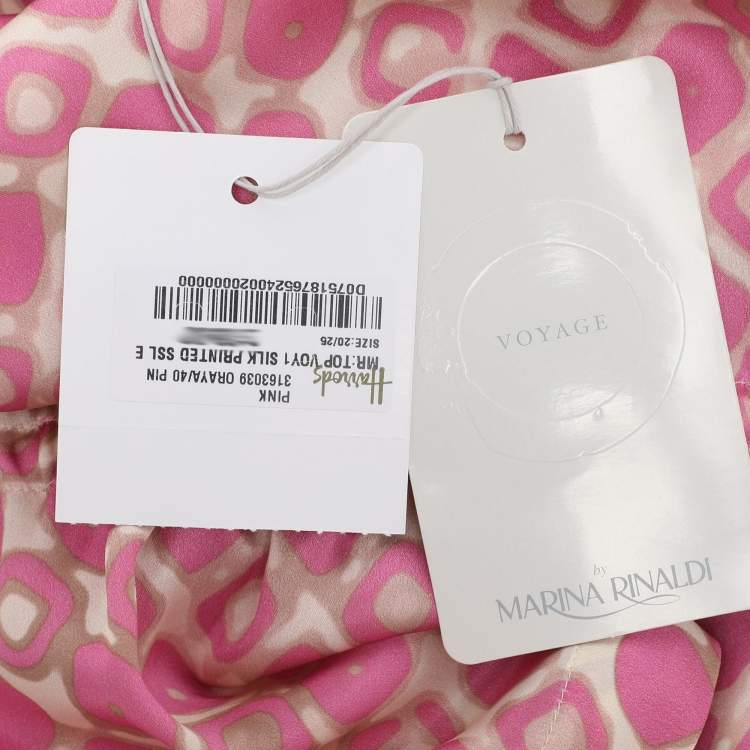 PINK
3163039 ORAYA/40 PIN
Harrods
MR:TOP VOY1 SILK PRINTED SSL E
SIZE:20/25
D07518765240020000000
VOYAGE
by
MARINA RINALDI